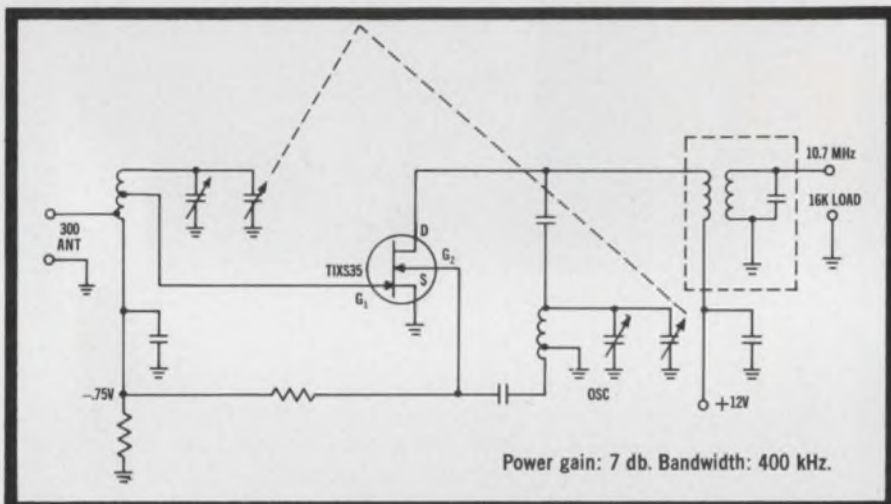 10.7 MHz
16K LOAD
300
ANT
D
G2
TIXS35
S
G1
OSC
–.75V
+12V
Power gain: 7 db. Bandwidth: 400 kHz.